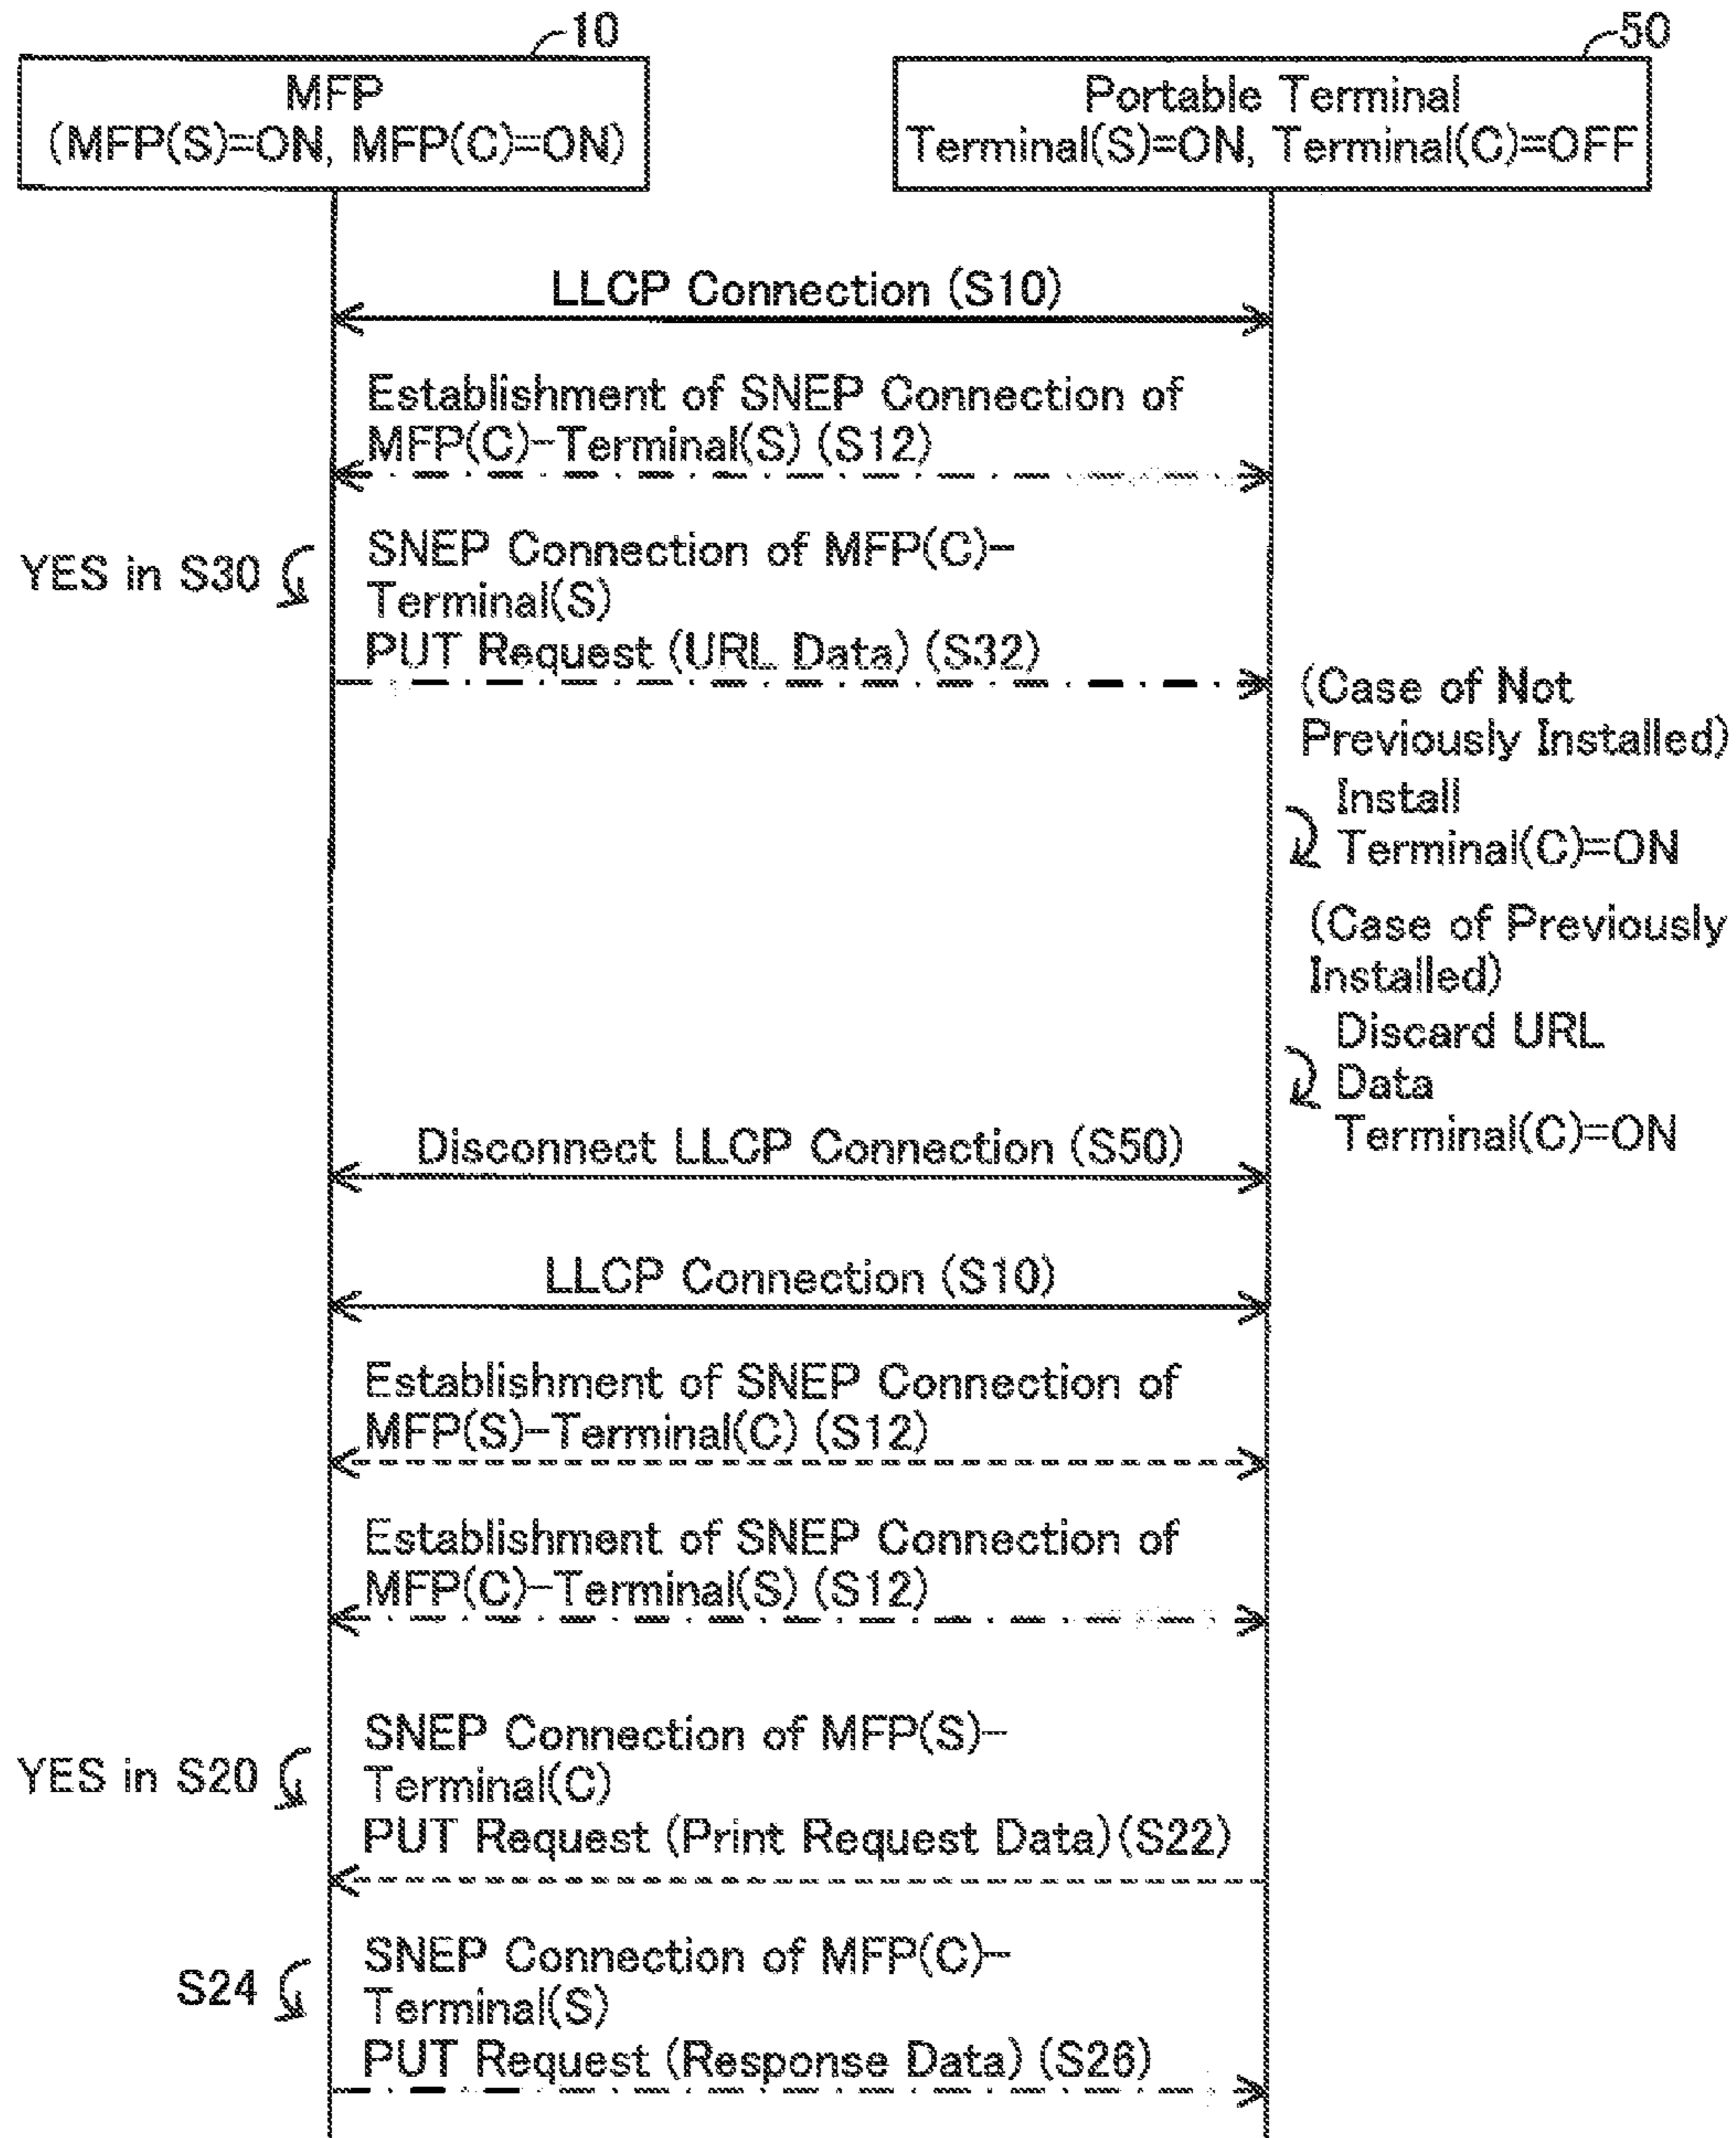 10
50
MFP
(MFP(S)=ON, MFP(C)=ON)
Portable Terminal
Terminal(S)=ON, Terminal(C)=OFF
LLCP Connection (S10)
Establishment of SNEP Connection of
MFP(C)-Terminal(S) (S12)
YES in S30
SNEP Connection of MFP(C)-
Terminal(S)
PUT Request (URL Data) (S32)
(Case of Not
Previously Installed)
Install
Terminal(C)=ON
(Case of Previously
Installed)
Discard URL
Data
Terminal(C)=ON
Disconnect LLCP Connection (S50)
LLCP Connection (S10)
Establishment of SNEP Connection of
MFP(S)-Terminal(C) (S12)
Establishment of SNEP Connection of
MFP(C)-Terminal(S) (S12)
YES in S20
SNEP Connection of MFP(S)-
Terminal(C)
PUT Request (Print Request Data)(S22)
S24
SNEP Connection of MFP(C)-
Terminal(S)
PUT Request (Response Data) (S26)